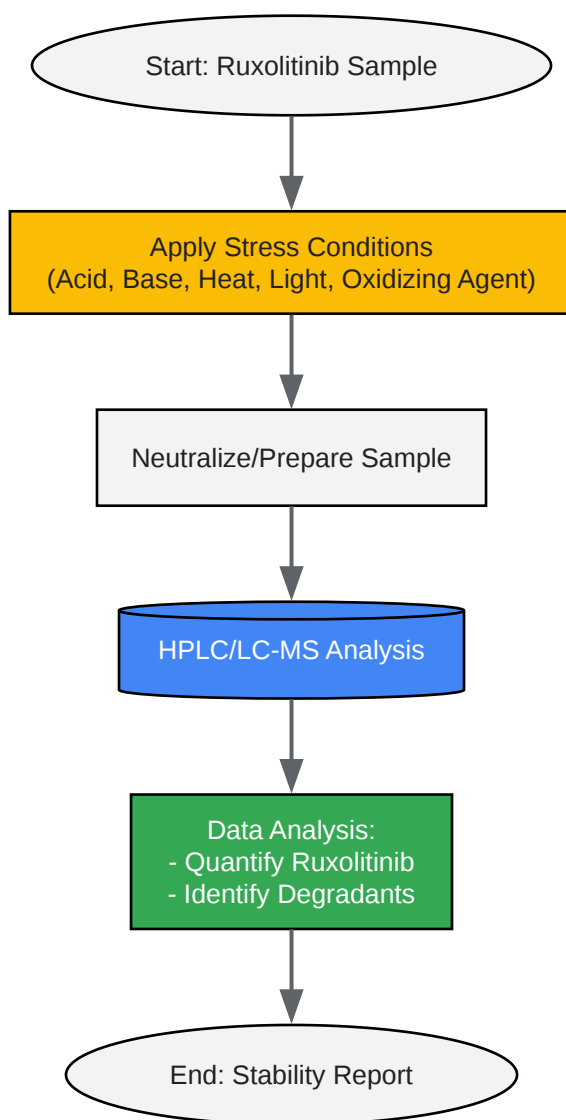 Start: Ruxolitinib Sample
Apply Stress Conditions
(Acid, Base, Heat, Light, Oxidizing Agent)
Neutralize/Prepare Sample
HPLC/LC-MS Analysis
Data Analysis:
- Quantify Ruxolitinib
- Identify Degradants
End: Stability Report